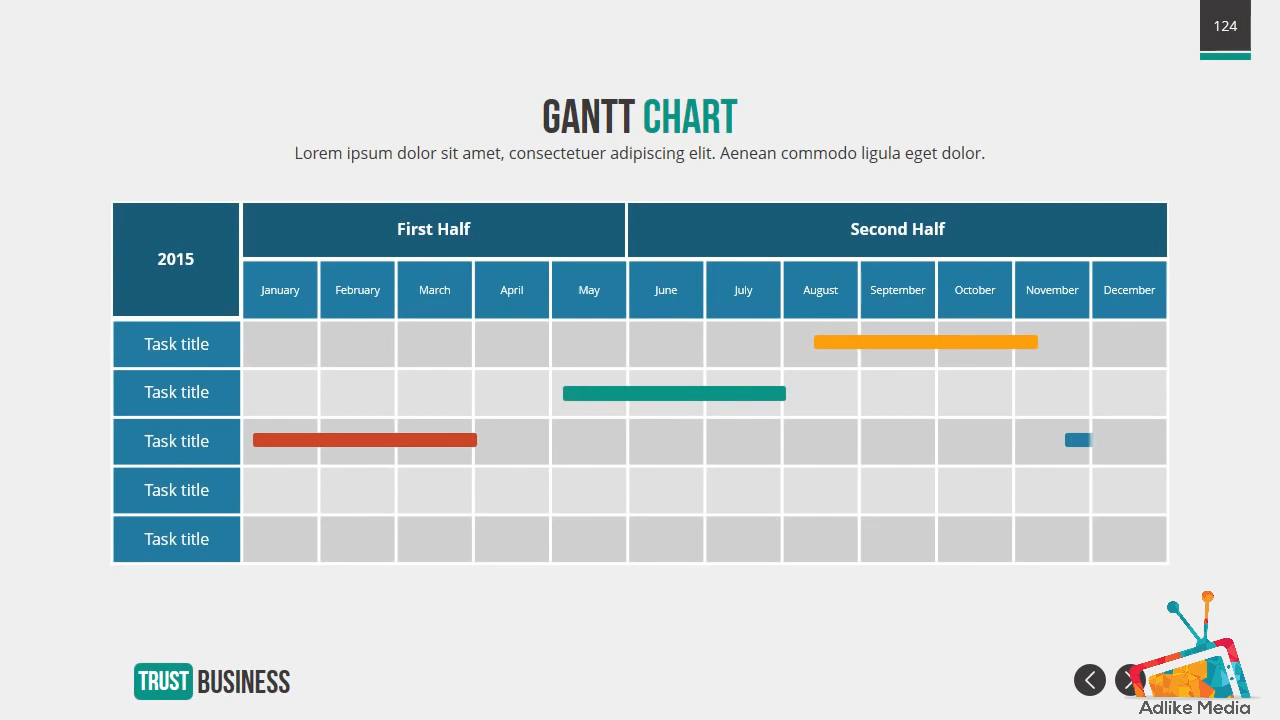 124
GANTT CHART
Lorem ipsum dolor sit amet, consectetuer adipiscing elit. Aenean commodo ligula eget dolor.
2015
First Half
Second Half
January February March April May June July August September October November December
Task title
Task title
Task title
Task title
Task title
TRUST BUSINESS
Adlike Media